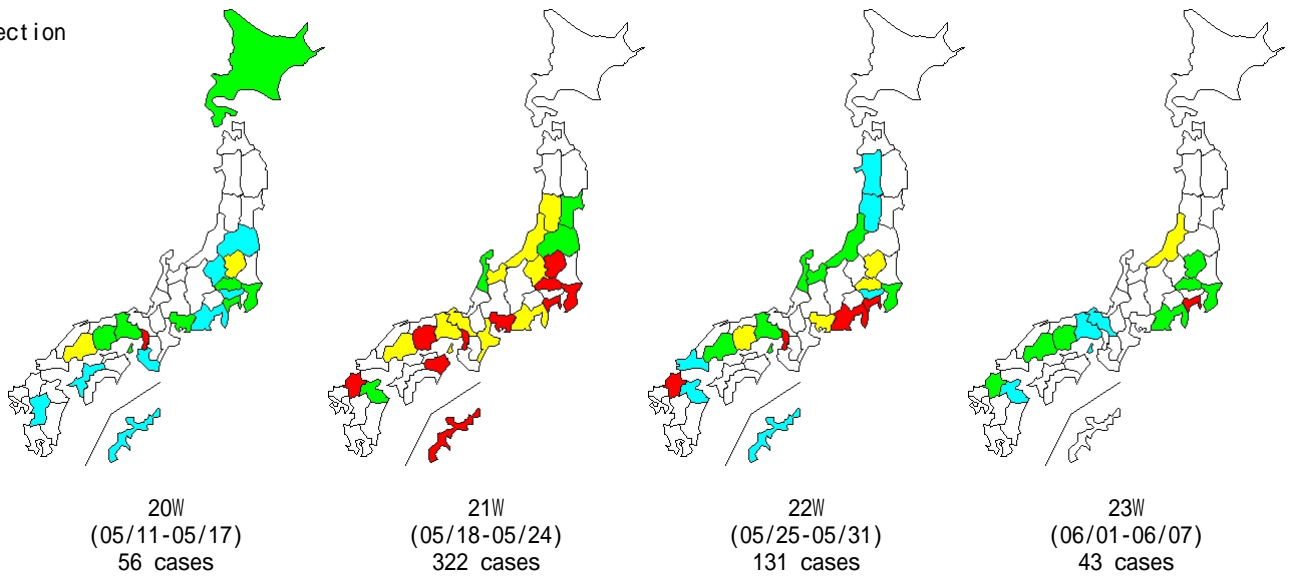 ection
20W
(05/11-05/17)
56 cases
21W
(05/18-05/24)
322 cases
22W
(05/25-05/31)
131 cases
23W
(06/01-06/07)
43 cases